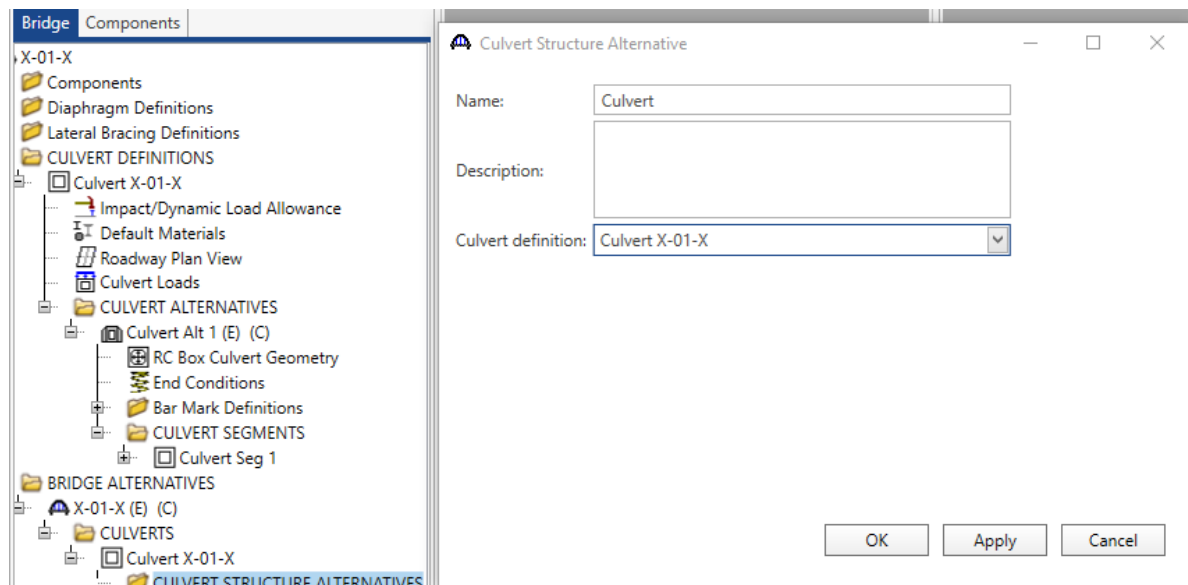 Bridge Components
X-01-X
Components
Diaphragm Definitions
Lateral Bracing Definitions
CULVERT DEFINITIONS
Culvert X-01-X
Impact/Dynamic Load Allowance
Default Materials
Roadway Plan View
Culvert Loads
CULVERT ALTERNATIVES
Culvert Alt 1 (E) (C)
RC Box Culvert Geometry
End Conditions
Bar Mark Definitions
CULVERT SEGMENTS
Culvert Seg 1
BRIDGE ALTERNATIVES
X-01-X (E) (C)
CULVERTS
Culvert X-01-X
CULVERT STRUCTURE ALTERNATIVES
Culvert Structure Alternative
Name: Culvert
Description:
Culvert definition: Culvert X-01-X
OK Apply Cancel